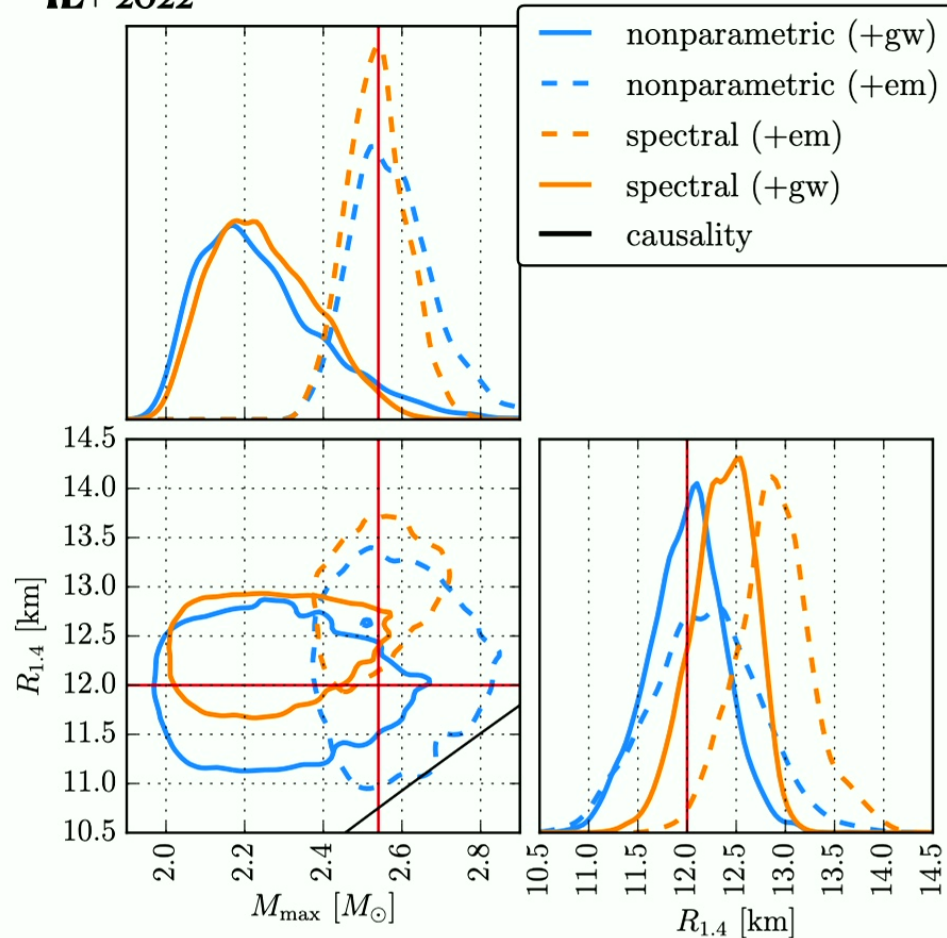 nonparametric (+gw)
nonparametric (+em)
spectral (+em)
spectral (+gw)
causality
14.5
14.0
13.5
13.0
12.5
12.0
11.5
11.0
10.5
R1.4 [km]
2.0 2.2 2.4 2.6 2.8
Mmax [M⊙]
10.5 11.0 11.5 12.0 12.5 13.0 13.5 14.0 14.5
R1.4 [km]